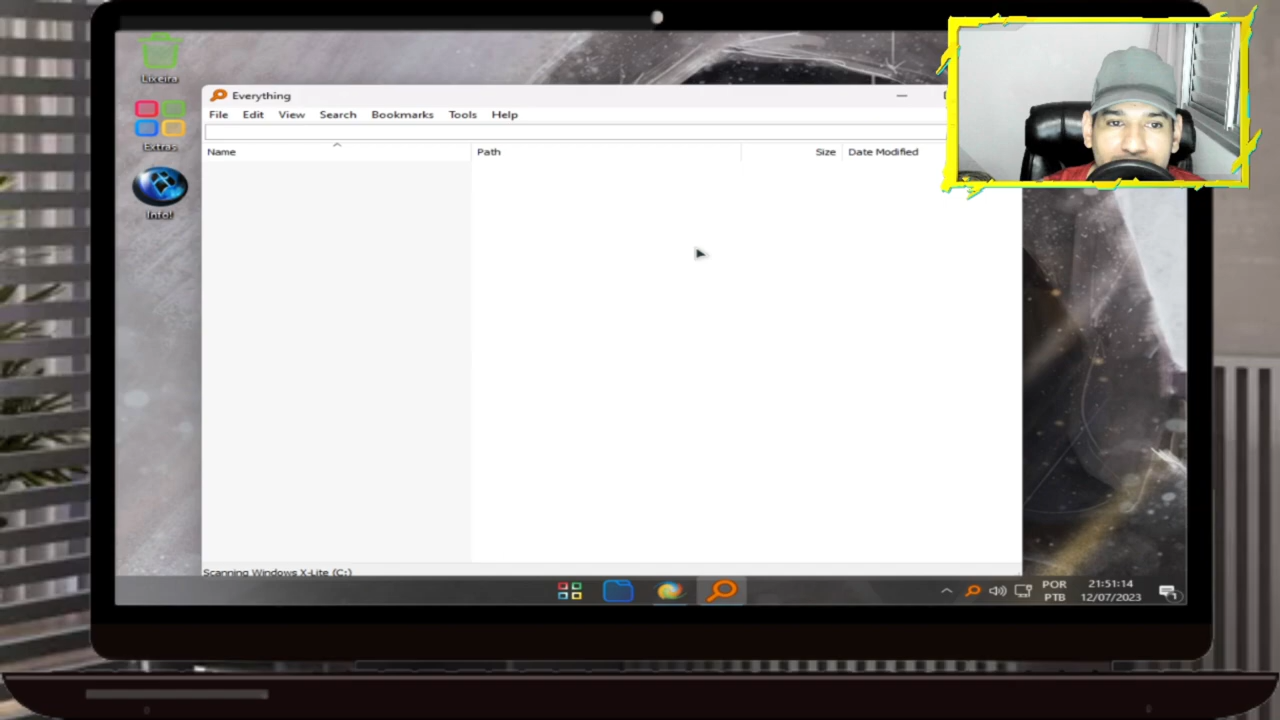 Lixeira
Extras
Info!
Everything
File Edit View Search Bookmarks Tools Help
Name Path Size Date Modified
Scanning Windows X-Lite (C:)
POR
PTB
21:51:14
12/07/2023
1